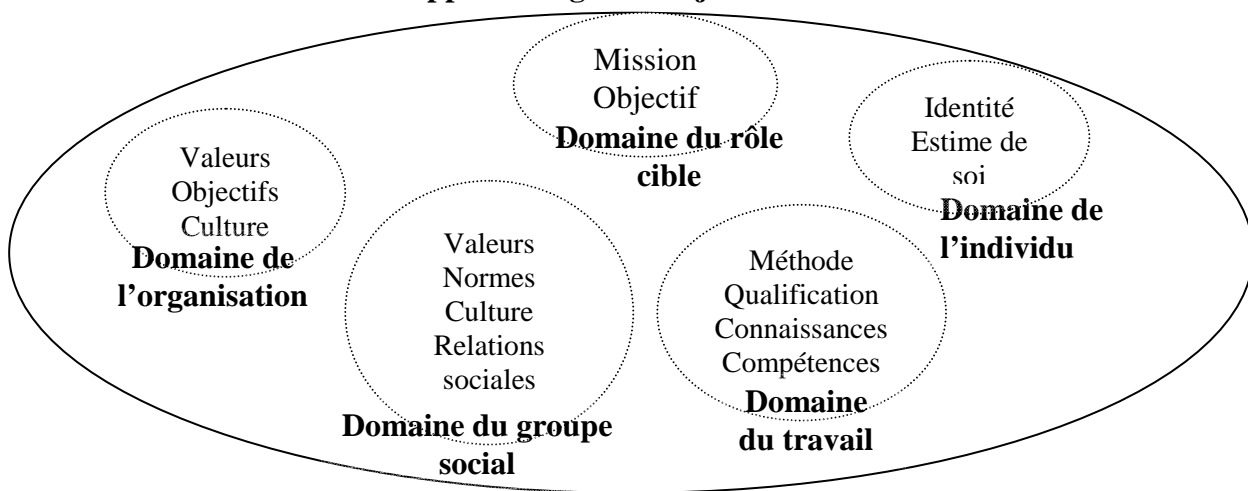 Mission
Objectif
Domaine du rôle
cible
Identité
Estime de
soi
Domaine de
l'individu
Valeurs
Objectifs
Culture
Domaine de
l'organisation
Valeurs
Normes
Culture
Relations
sociales
Domaine du groupe
social
Méthode
Qualification
Connaissances
Compétences
Domaine
du travail